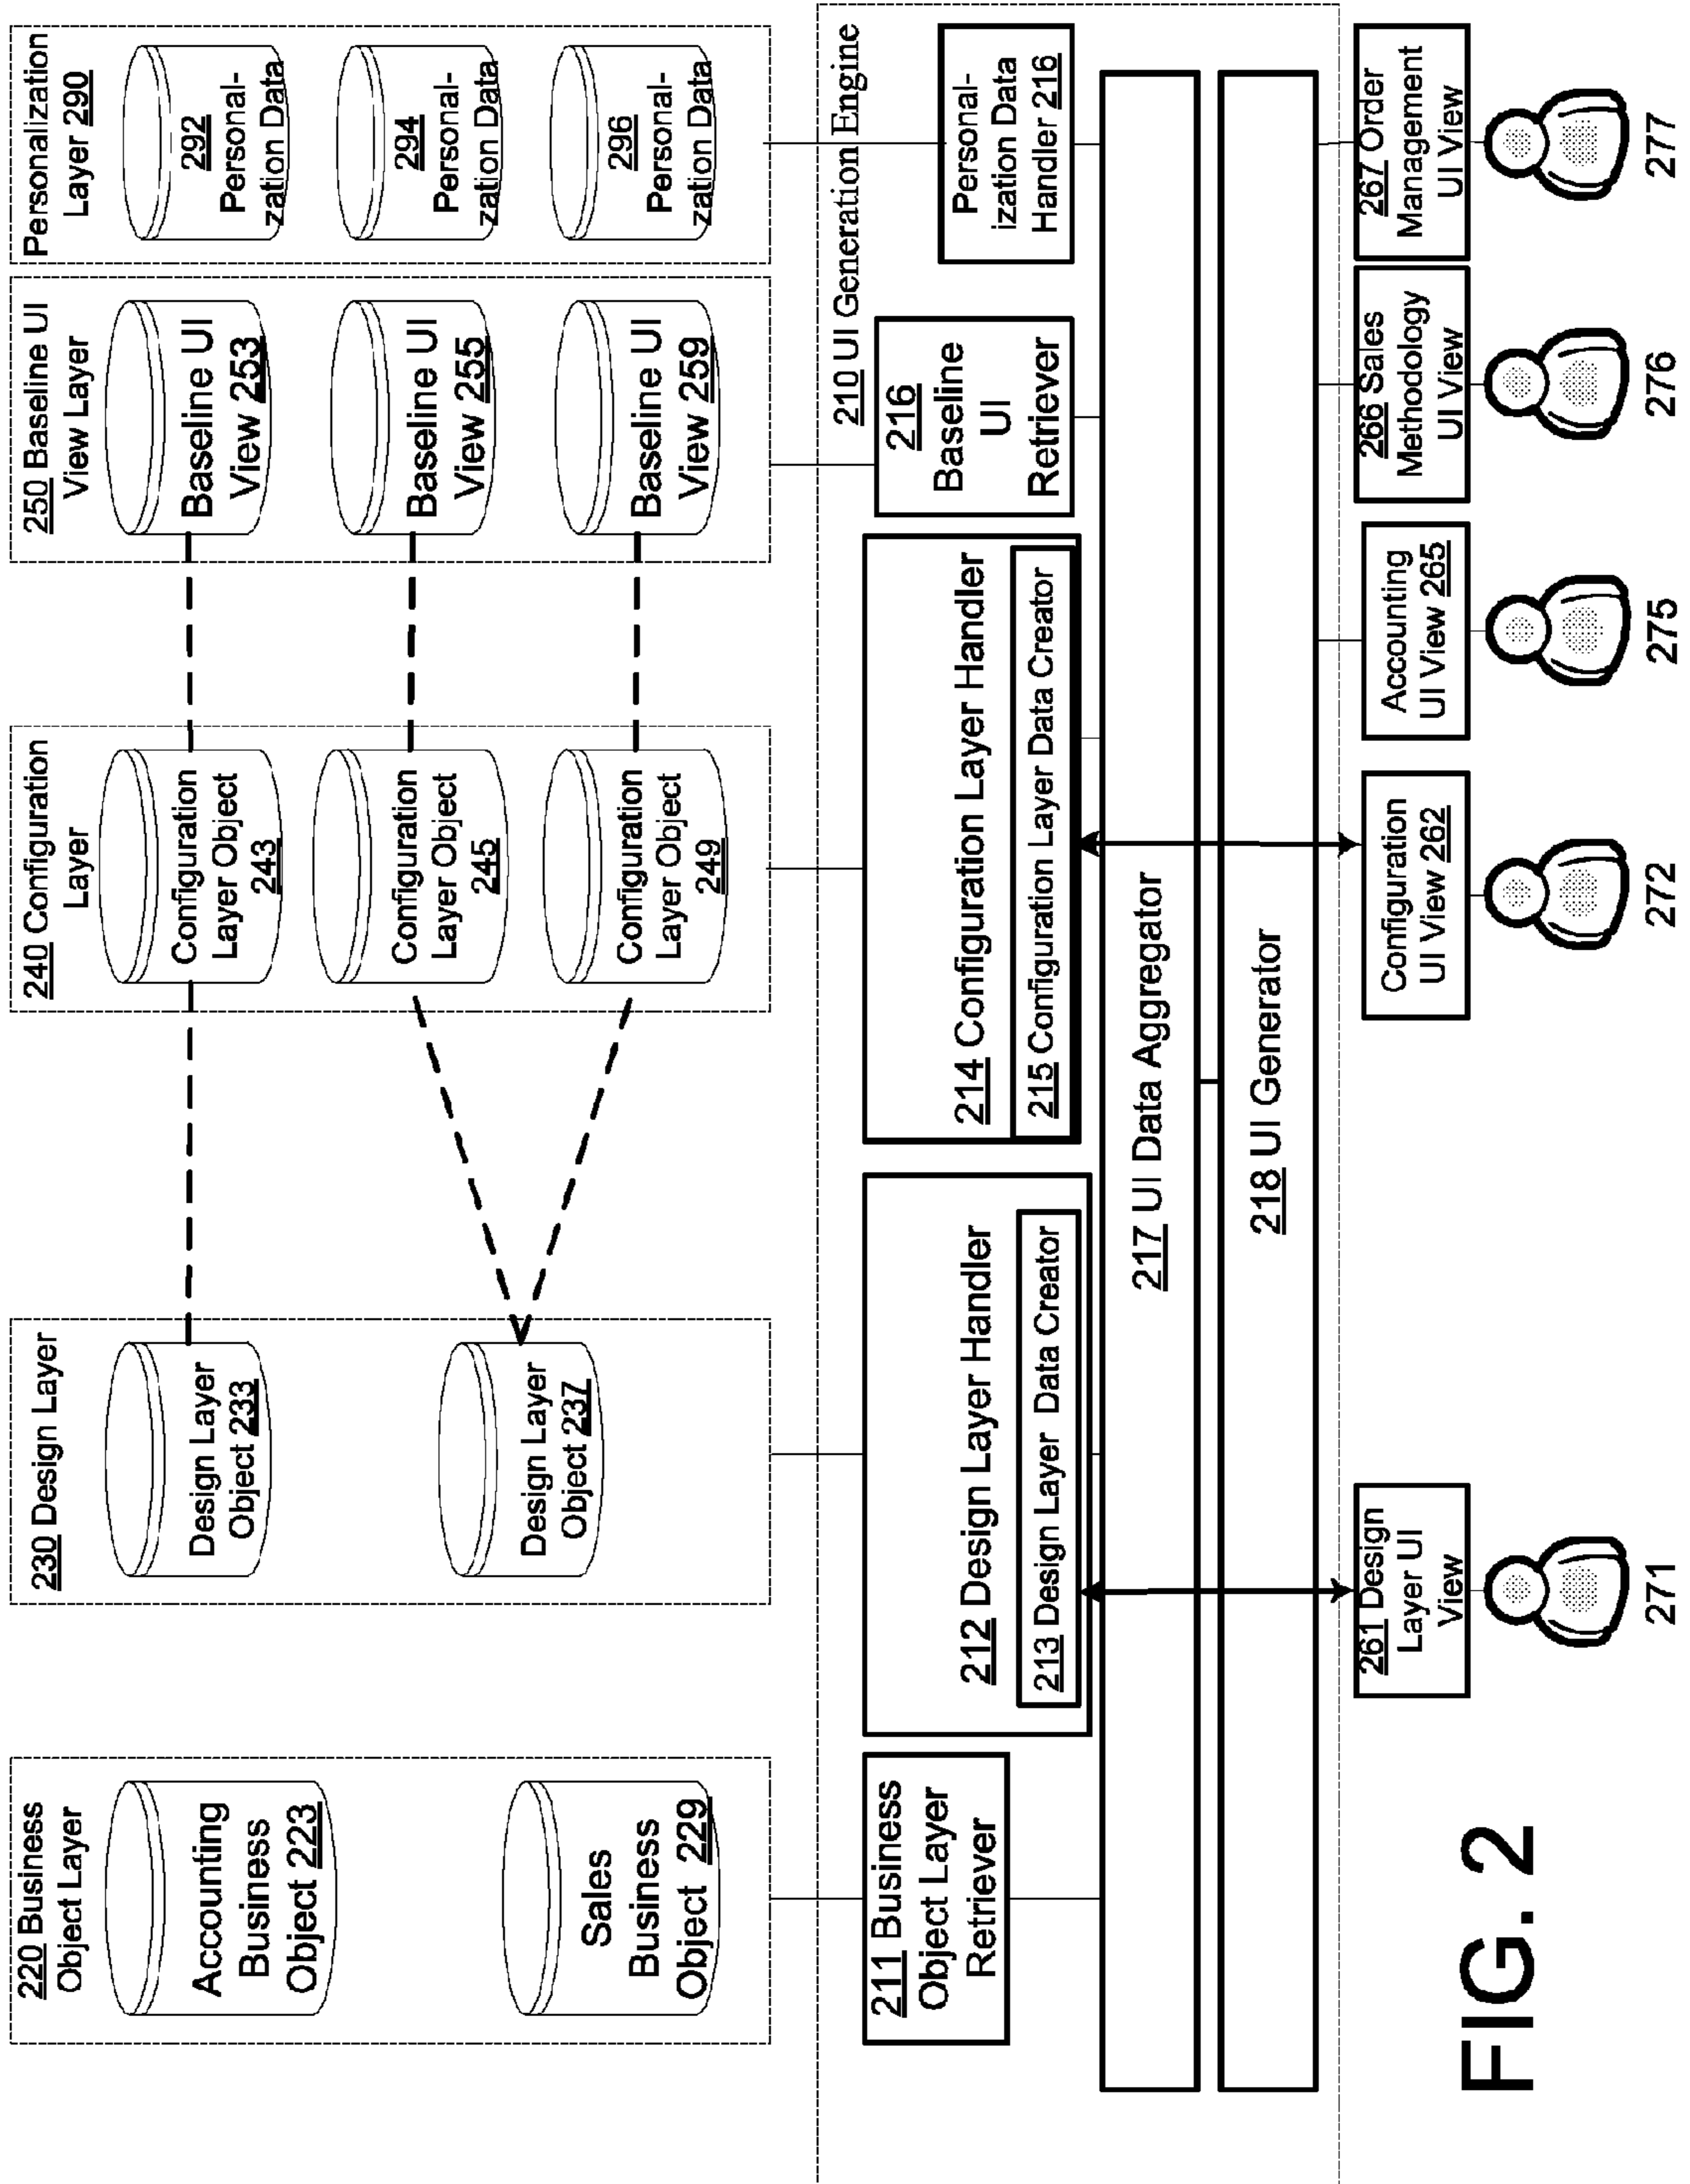 220 Business
Object Layer
Accounting
Business
Object 223
Sales
Business
Object 229
230 Design Layer
Design Layer
Object 233
Design Layer
Object 237
240 Configuration
Layer
Configuration
Layer Object
243
Configuration
Layer Object
245
Configuration
Layer Object
249
250 Baseline UI
View Layer
Baseline UI
View 253
Baseline UI
View 255
Baseline UI
View 259
Personalization
Layer 290
292
Personal-
zation Data
294
Personal-
zation Data
296
Personal-
zation Data
210 UI Generation Engine
211 Business
Object Layer
Retriever
212 Design Layer Handler
213 Design Layer Data Creator
214 Configuration Layer Handler
215 Configuration Layer Data Creator
216
Baseline
UI
Retriever
Personal-
ization Data
Handler 216
217 UI Data Aggregator
218 UI Generator
261 Design
Layer UI
View
Configuration
UI View 262
Accounting
UI View 265
266 Sales
Methodology
UI View
267 Order
Management
UI View
271
272
275
276
277
FIG. 2